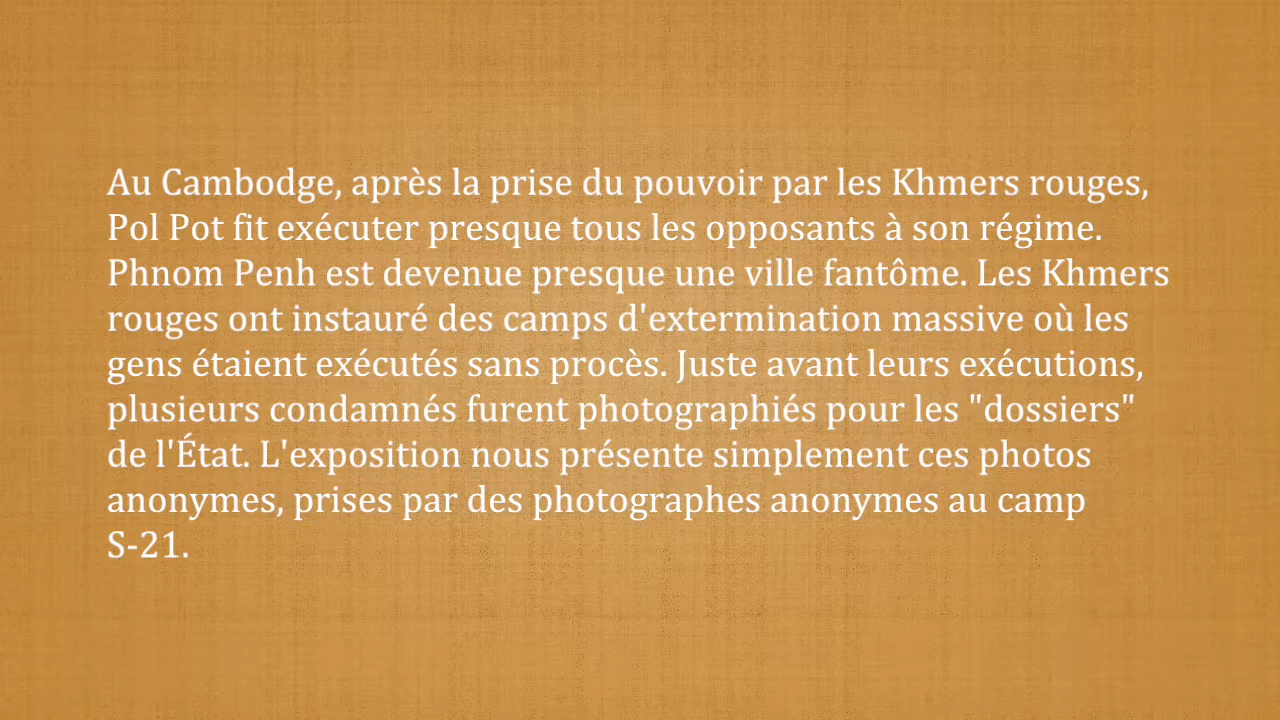 Au Cambodge, après la prise du pouvoir par les Khmers rouges,
Pol Pot fit exécuter presque tous les opposants à son régime.
Phnom Penh est devenue presque une ville fantôme. Les Khmers
rouges ont instauré des camps d'extermination massive où les
gens étaient exécutés sans procès. Juste avant leurs exécutions,
plusieurs condamnés furent photographiés pour les "dossiers"
de l'État. L'exposition nous présente simplement ces photos
anonymes, prises par des photographes anonymes au camp
S-21.